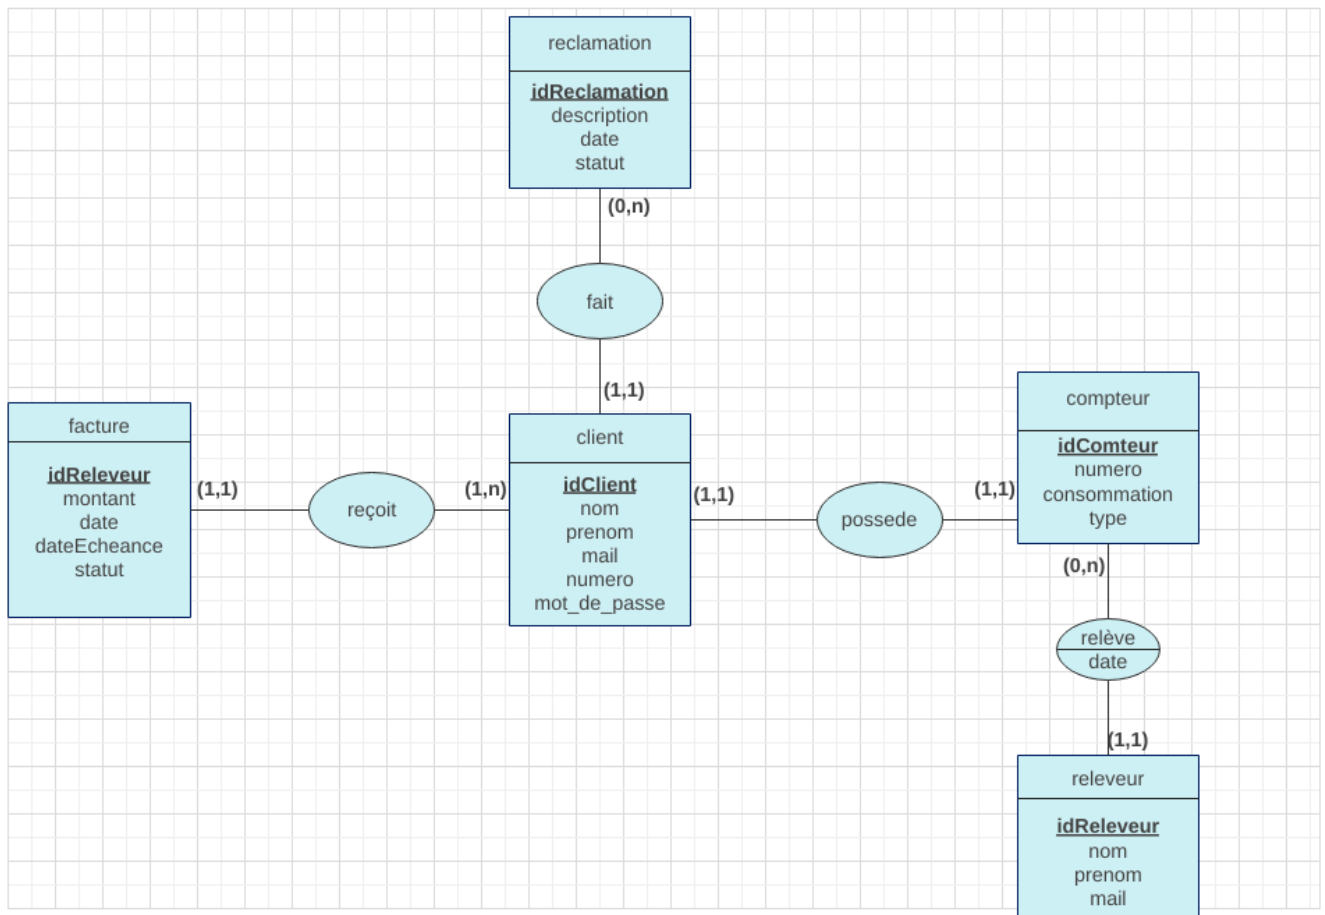 reclamation
idReclamation
description
date
statut
(0,n)
fait
(1,1)
facture
idReleveur
montant
date
dateEcheance
statut
(1,1)
reçoit
(1,n)
client
idClient
nom
prenom
mail
numero
mot_de_passe
(1,1)
possede
(1,1)
compteur
idComteur
numero
consommation
type
(0,n)
relève
date
(1,1)
releveur
idReleveur
nom
prenom
mail